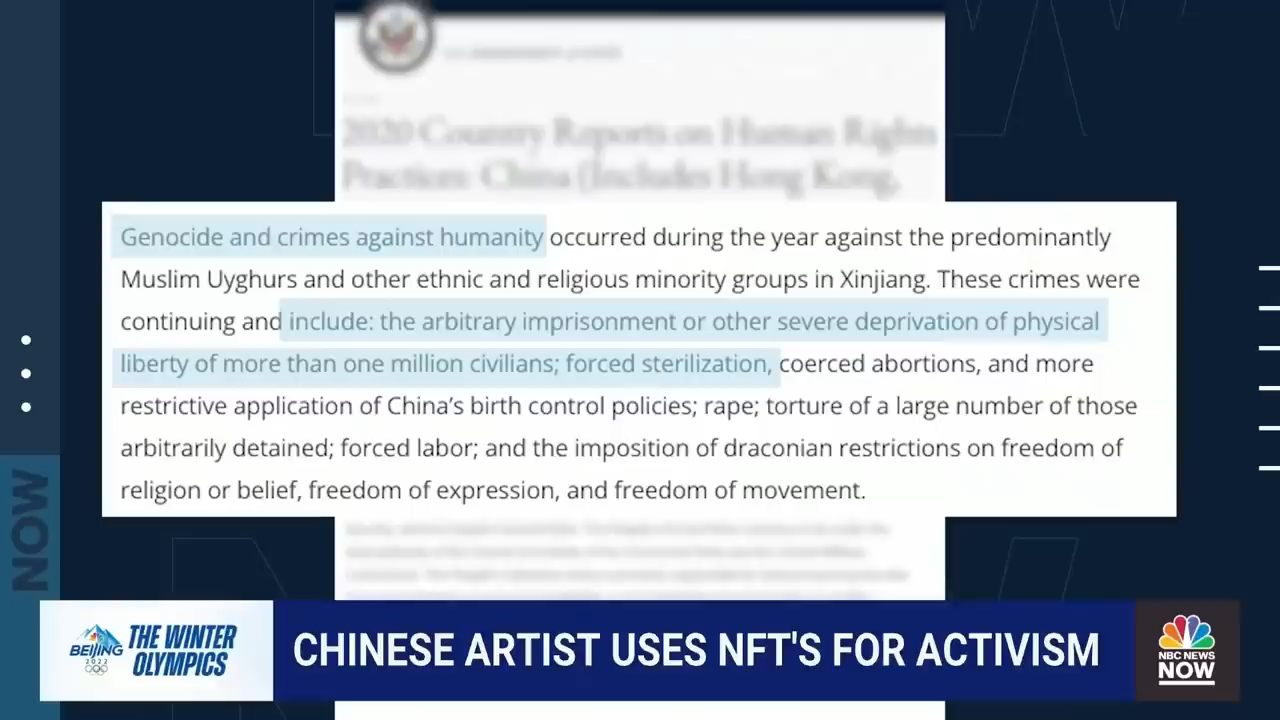 2020 Country Reports on Human Rights
Practices: China (Includes Hong Kong,
Genocide and crimes against humanity occurred during the year against the predominantly
Muslim Uyghurs and other ethnic and religious minority groups in Xinjiang. These crimes were
continuing and include: the arbitrary imprisonment or other severe deprivation of physical
liberty of more than one million civilians; forced sterilization, coerced abortions, and more
restrictive application of China’s birth control policies; rape; torture of a large number of those
arbitrarily detained; forced labor; and the imposition of draconian restrictions on freedom of
religion or belief, freedom of expression, and freedom of movement.
NOW
BEIJING
2022
THE WINTER
OLYMPICS
CHINESE ARTIST USES NFT'S FOR ACTIVISM
NBC NEWS
NOW